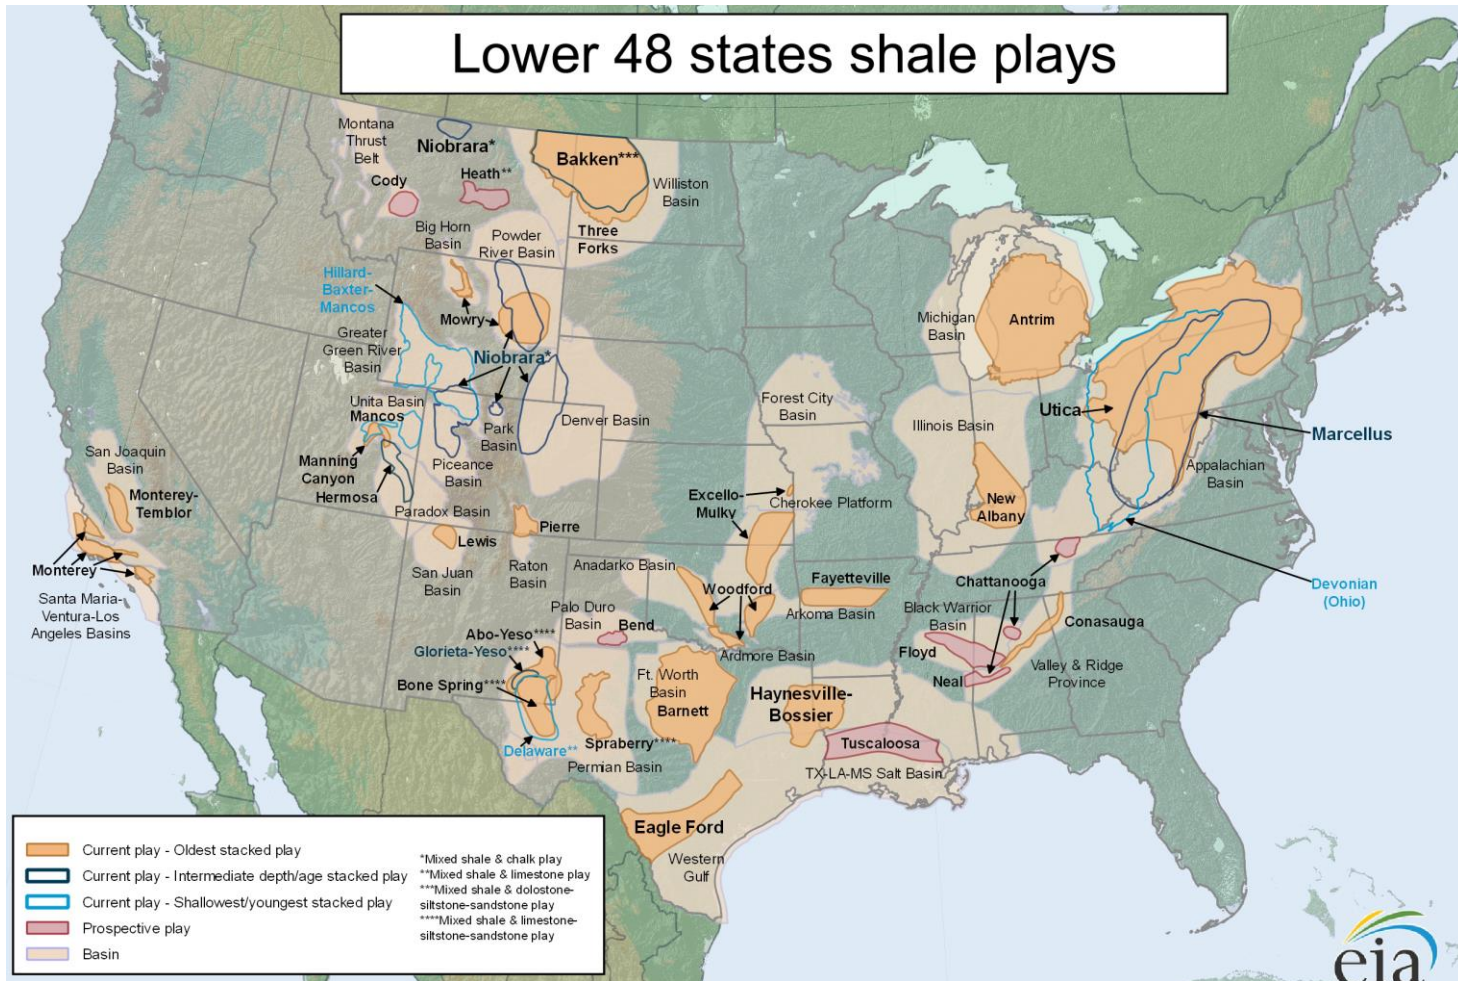 Lower 48 states shale plays
Montana
Thrust
Belt
Niobrara*
Bakken***
Cody
Heath**
Williston
Basin
Big Horn
Basin
Powder
River Basin
Three
Forks
Hillard-
Baxter-
Mancos
Mowry
Greater
Green River
Basin
Niobrara*
Michigan
Basin
Antrim
Unita Basin
Mancos
Park
Basin
Denver Basin
Forest City
Basin
Illinois Basin
Utica
Marcellus
Appalachian
Basin
San Joaquin
Basin
Manning
Canyon
Hermosa
Piceance
Basin
Monterey-
Temblor
Paradox Basin
Excello-
Mulky
Cherokee Platform
New
Albany
Pierre
Lewis
Monterey
San Juan
Basin
Raton
Basin
Anadarko Basin
Woodford
Fayetteville
Arkoma Basin
Chattanooga
Devonian
(Ohio)
Santa Maria-
Ventura-Los
Angeles Basins
Palo Duro
Basin
Bend
Black Warrior
Basin
Conasauga
Abo-Yeso****
Glorieta-Yeso****
Bone Spring****
Ardmore Basin
Floyd
Neal
Valley & Ridge
Province
Ft. Worth
Basin
Barnett
Haynesville-
Bossier
Delaware**
Spraberry****
Permian Basin
Tuscaloosa
TX-LA-MS Salt Basin
Eagle Ford
Western
Gulf
Current play - Oldest stacked play
Current play - Intermediate depth/age stacked play
Current play - Shallowest/youngest stacked play
Prospective play
Basin
*Mixed shale & chalk play
**Mixed shale & limestone play
***Mixed shale & dolostone-
siltstone-sandstone play
****Mixed shale & limestone-
siltstone-sandstone play
eia